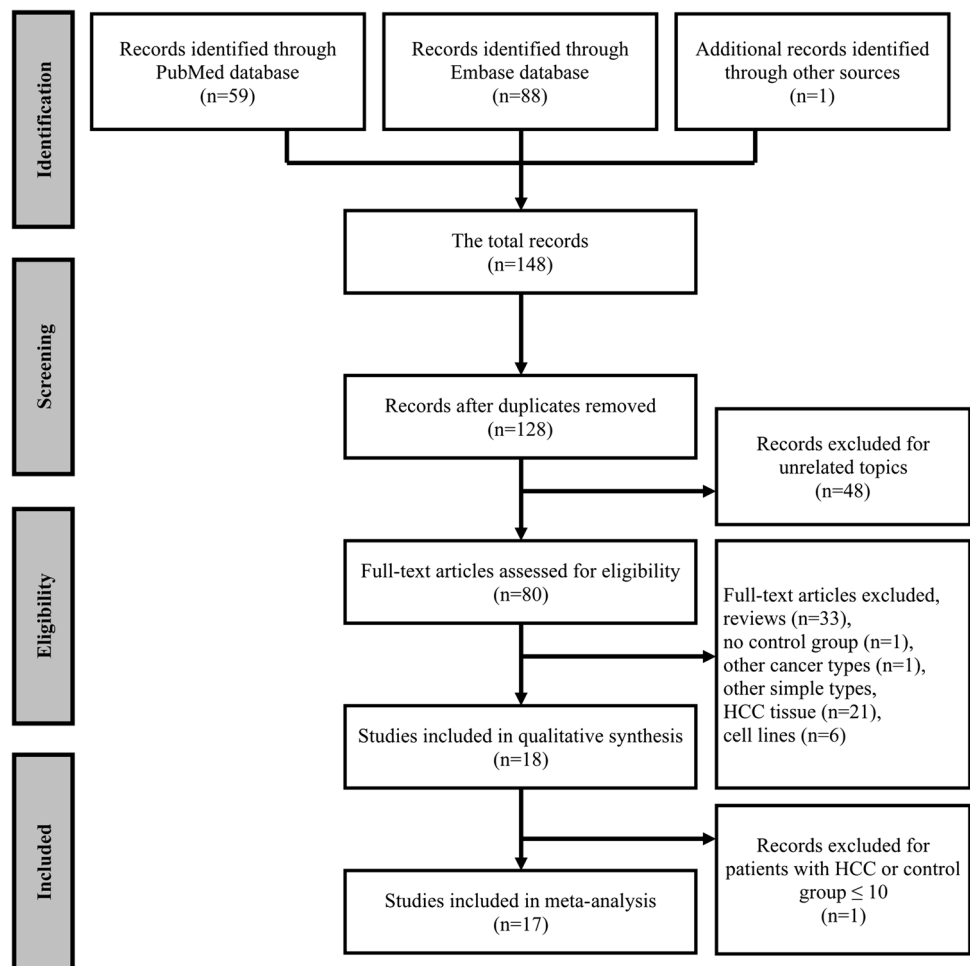 Identification
Records identified through
PubMed database
(n=59)
Records identified through
Embase database
(n=88)
Additional records identified
through other sources
(n=1)
The total records
(n=148)
Screening
Records after duplicates removed
(n=128)
Records excluded for
unrelated topics
(n=48)
Eligibility
Full-text articles assessed for eligibility
(n=80)
Full-text articles excluded,
reviews (n=33),
no control group (n=1),
other cancer types (n=1),
other simple types,
HCC tissue (n=21),
cell lines (n=6)
Studies included in qualitative synthesis
(n=18)
Included
Records excluded for
patients with HCC or control
group ≤ 10
(n=1)
Studies included in meta-analysis
(n=17)